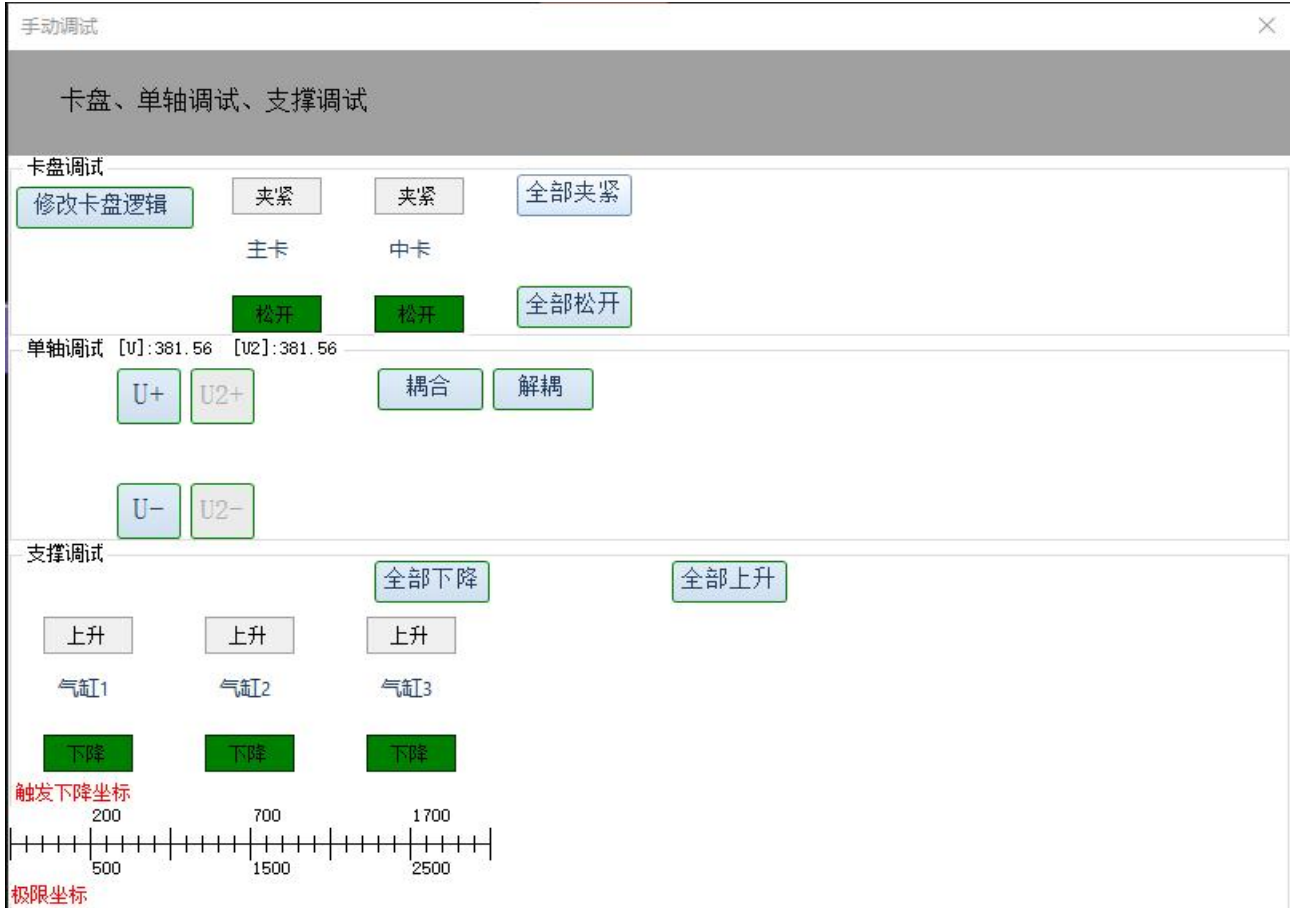 手动调试
卡盘、单轴调试、支撑调试
卡盘调试
修改卡盘逻辑 夹紧 夹紧 全部夹紧
主卡 中卡
松开 松开 全部松开
单轴调试 [U]:381.56 [U2]:381.56
U+ U2+ 耦合 解耦
U- U2-
支撑调试
全部下降 全部上升
上升 上升 上升
气缸1 气缸2 气缸3
下降 下降 下降
触发下降坐标
200 700 1700
500 1500 2500
极限坐标